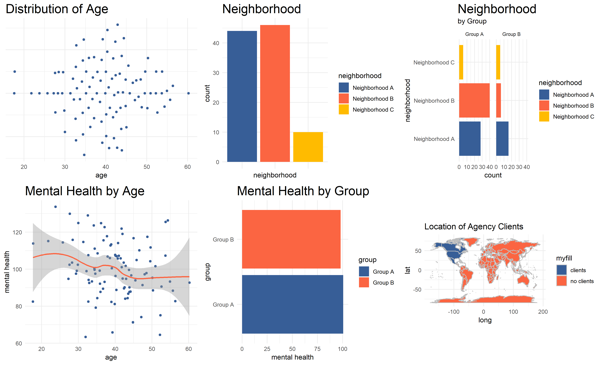 Distribution of Age
20
30
40
50
60
age
Neighborhood
count
40
30
20
10
0
neighborhood
neighborhood
Neighborhood A
Neighborhood B
Neighborhood C
Neighborhood
by Group
Group A
Group B
neighborhood
Neighborhood C
Neighborhood B
Neighborhood A
0 10 20 30 40
0 10 20 30 40
count
neighborhood
Neighborhood A
Neighborhood B
Neighborhood C
Mental Health by Age
mental health
120
100
80
60
20
30
40
50
60
age
Mental Health by Group
group
Group B
Group A
0
25
50
75
100
mental health
group
Group A
Group B
Location of Agency Clients
lat
50
0
-50
-100
0
100
200
long
myfill
clients
no clients